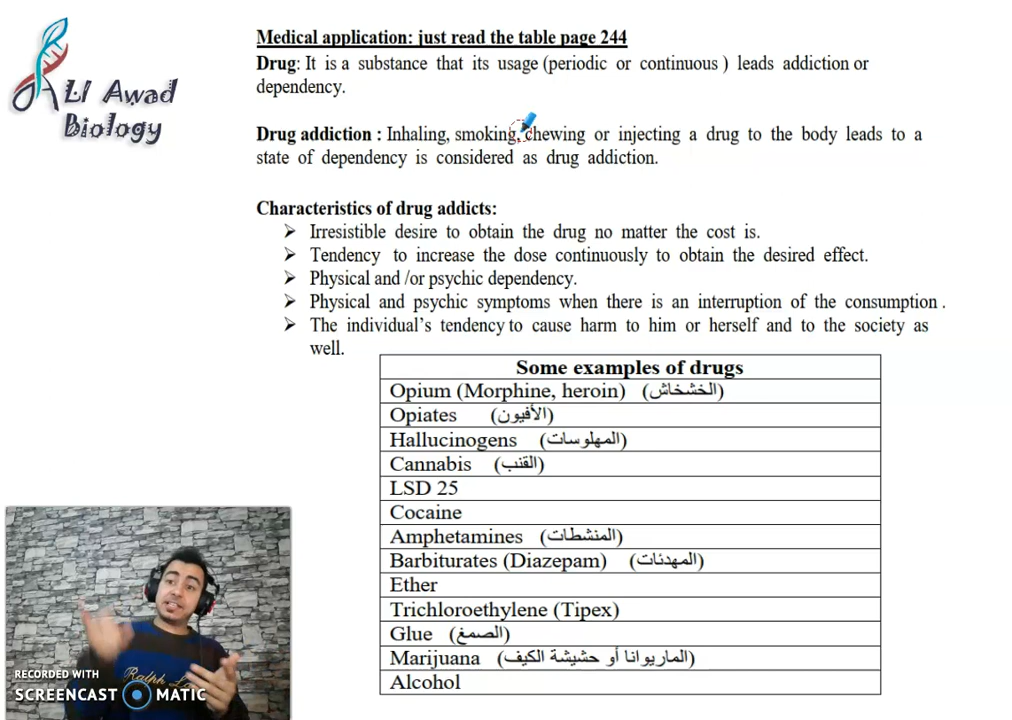 LI Awad
Biology
Medical application: just read the table page 244
Drug: It is a substance that its usage (periodic or continuous ) leads addiction or
dependency.
Drug addiction : Inhaling, smoking, chewing or injecting a drug to the body leads to a
state of dependency is considered as drug addiction.
Characteristics of drug addicts:
➢ Irresistible desire to obtain the drug no matter the cost is.
➢ Tendency to increase the dose continuously to obtain the desired effect.
➢ Physical and /or psychic dependency.
➢ Physical and psychic symptoms when there is an interruption of the consumption .
➢ The individual's tendency to cause harm to him or herself and to the society as
well.
Some examples of drugs
Opium (Morphine, heroin) (الخشخاش)
Opiates (الأفيون)
Hallucinogens (المهلوسات)
Cannabis (القنب)
LSD 25
Cocaine
Amphetamines (المنشطات)
Barbiturates (Diazepam) (المهدئات)
Ether
Trichloroethylene (Tipex)
Glue (الصمغ)
Marijuana (الماريوانا أو حشيشة الكيف)
Alcohol
RECORDED WITH
SCREENCAST MATIC